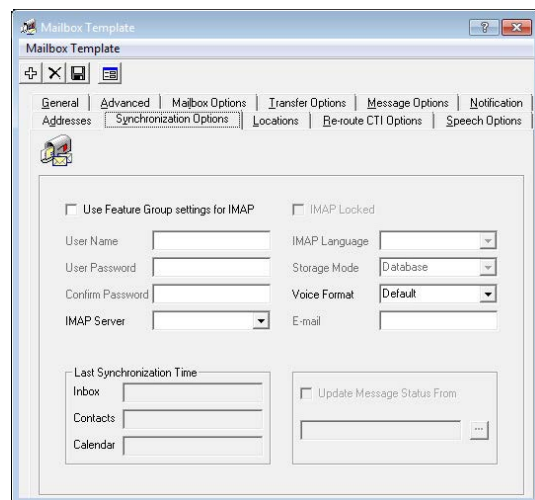 Mailbox Template
Mailbox Template
General Advanced Mailbox Options Transfer Options Message Options Notification
Addresses Synchronization Options Locations Re-route CTI Options Speech Options
Use Feature Group settings for IMAP IMAP Locked
User Name IMAP Language
User Password Storage Mode Database
Confirm Password Voice Format Default
IMAP Server E-mail
Last Synchronization Time
Inbox Update Message Status From
Contacts ...
Calendar